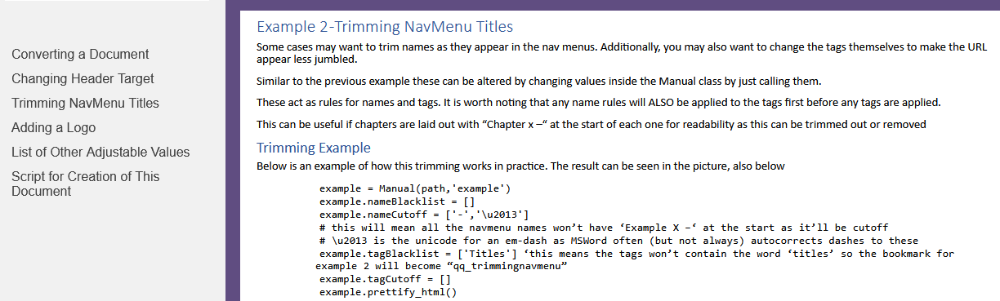 Converting a Document
Changing Header Target
Trimming NavMenu Titles
Adding a Logo
List of Other Adjustable Values
Script for Creation of This
Document
Example 2-Trimming NavMenu Titles
Some cases may want to trim names as they appear in the nav menus. Additionally, you may also want to change the tags themselves to make the URL
appear less jumbled.
Similar to the previous example these can be altered by changing values inside the Manual class by just calling them.
These act as rules for names and tags. It is worth noting that any name rules will ALSO be applied to the tags first before any tags are applied.
This can be useful if chapters are laid out with “Chapter x –“ at the start of each one for readability as this can be trimmed out or removed
Trimming Example
Below is an example of how this trimming works in practice. The result can be seen in the picture, also below
example = Manual(path,'example')
example.nameBlacklist = []
example.nameCutoff = ['-','\u2013']
# this will mean all the navmenu names won’t have ‘Example X –‘ at the start as it’ll be cutoff
# \u2013 is the unicode for an em-dash as MSWord often (but not always) autocorrects dashes to these
example.tagBlacklist = ['Titles'] ‘this means the tags won’t contain the word ‘titles’ so the bookmark for
example 2 will become “qq_trimmingnavmenu”
example.tagCutoff = []
example.prettify_html()